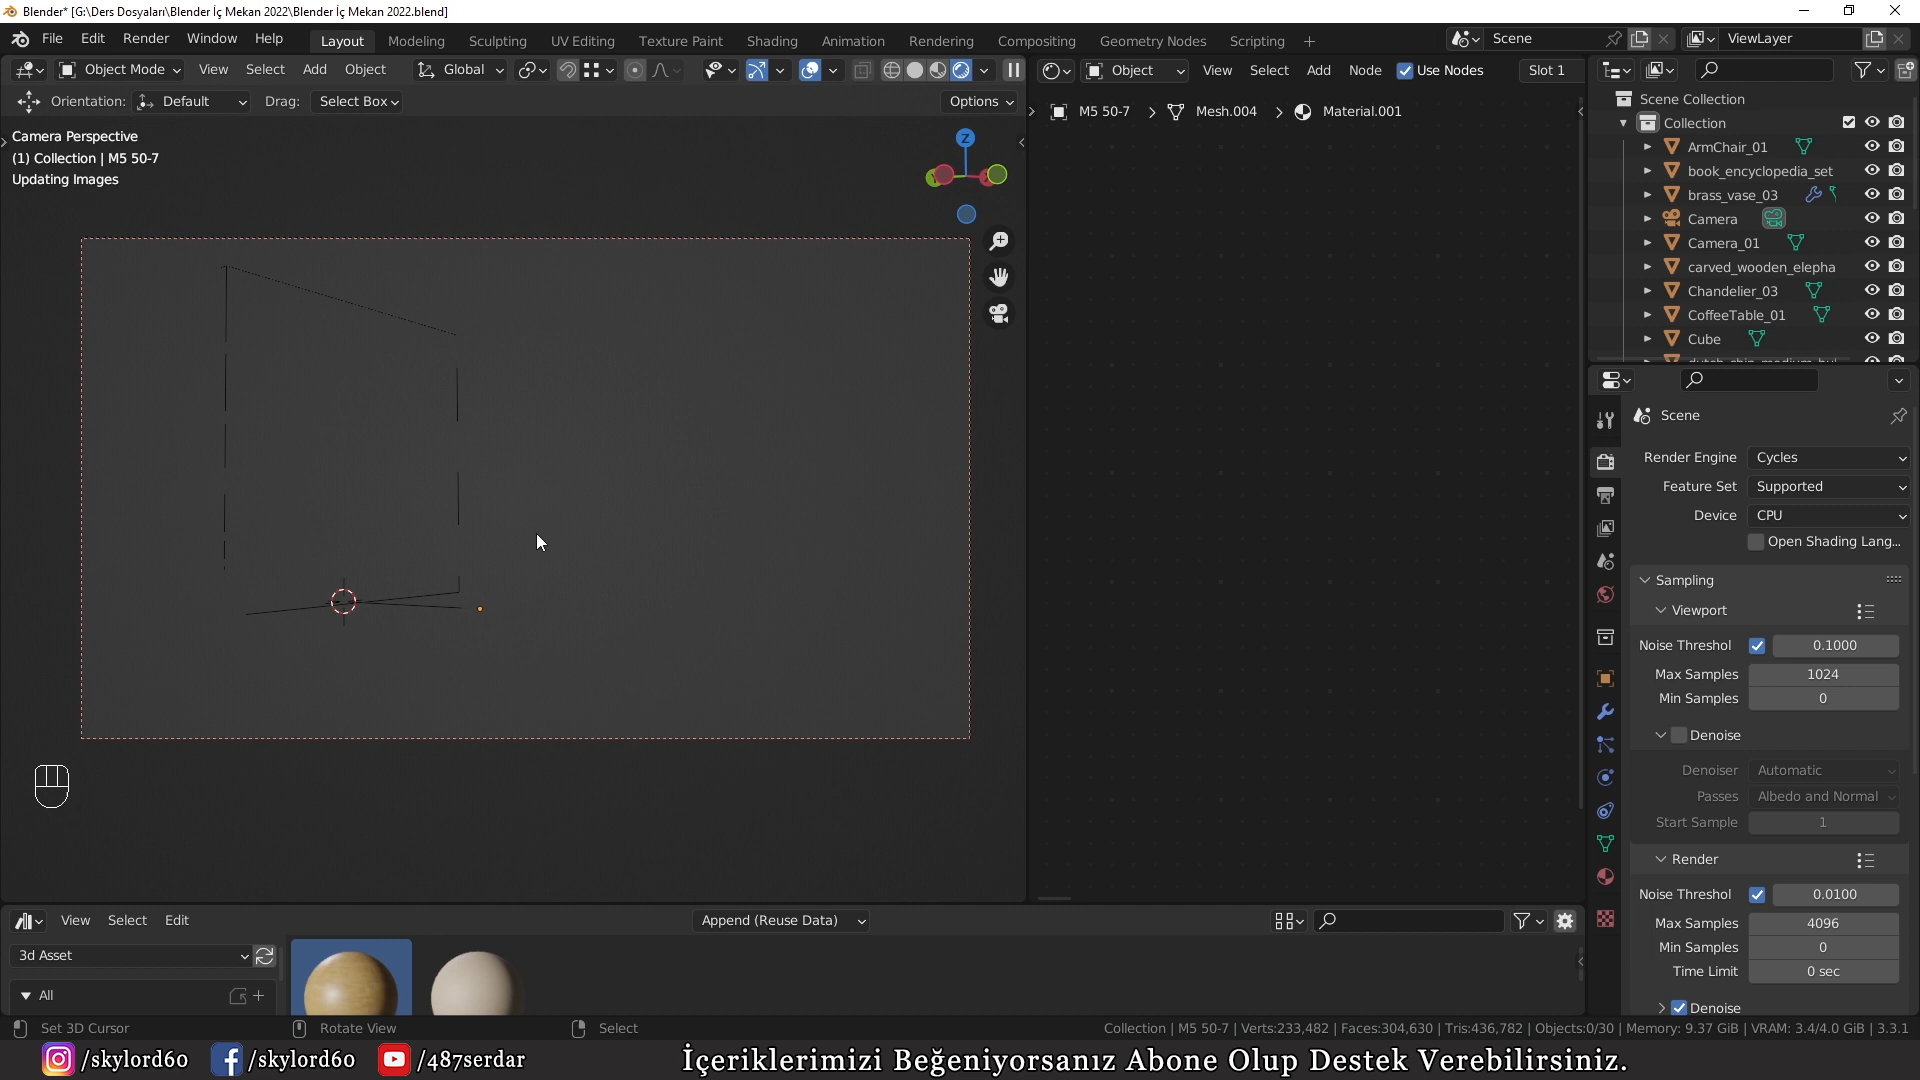 Blender* [G:\Ders Dosyaları\Blender İç Mekan 2022\Blender İç Mekan 2022.blend]
File Edit Render Window Help
Layout Modeling Sculpting UV Editing Texture Paint Shading Animation Rendering Compositing Geometry Nodes Scripting +
Scene
ViewLayer
Object Mode View Select Add Object Global
Object View Select Add Node Use Nodes Slot 1
Orientation: Default Drag: Select Box Options
M5 50-7 > Mesh.004 > Material.001
Camera Perspective
(1) Collection | M5 50-7
Updating Images
Z
Scene Collection
Collection
ArmChair_01
book_encyclopedia_set
brass_vase_03
Camera
Camera_01
carved_wooden_elepha
Chandelier_03
CoffeeTable_01
Cube
Scene
Render Engine Cycles
Feature Set Supported
Device CPU
Open Shading Lang...
Sampling
Viewport
Noise Threshol 0.1000
Max Samples 1024
Min Samples 0
Denoise
Denoiser Automatic
Passes Albedo and Normal
Start Sample 1
Render
Noise Threshol 0.0100
Max Samples 4096
Min Samples 0
Time Limit 0 sec
Denoise
View Select Edit Append (Reuse Data)
3d Asset
All
Set 3D Cursor Rotate View Select
Collection | M5 50-7 | Verts:233,482 | Faces:304,630 | Tris:436,782 | Objects:0/30 | Memory: 9.37 GiB | VRAM: 3.4/4.0 GiB | 3.3.1
/skylord60 /skylord60 /487serdar İçeriklerimizi Beğeniyorsanız Abone Olup Destek Verebilirsiniz.